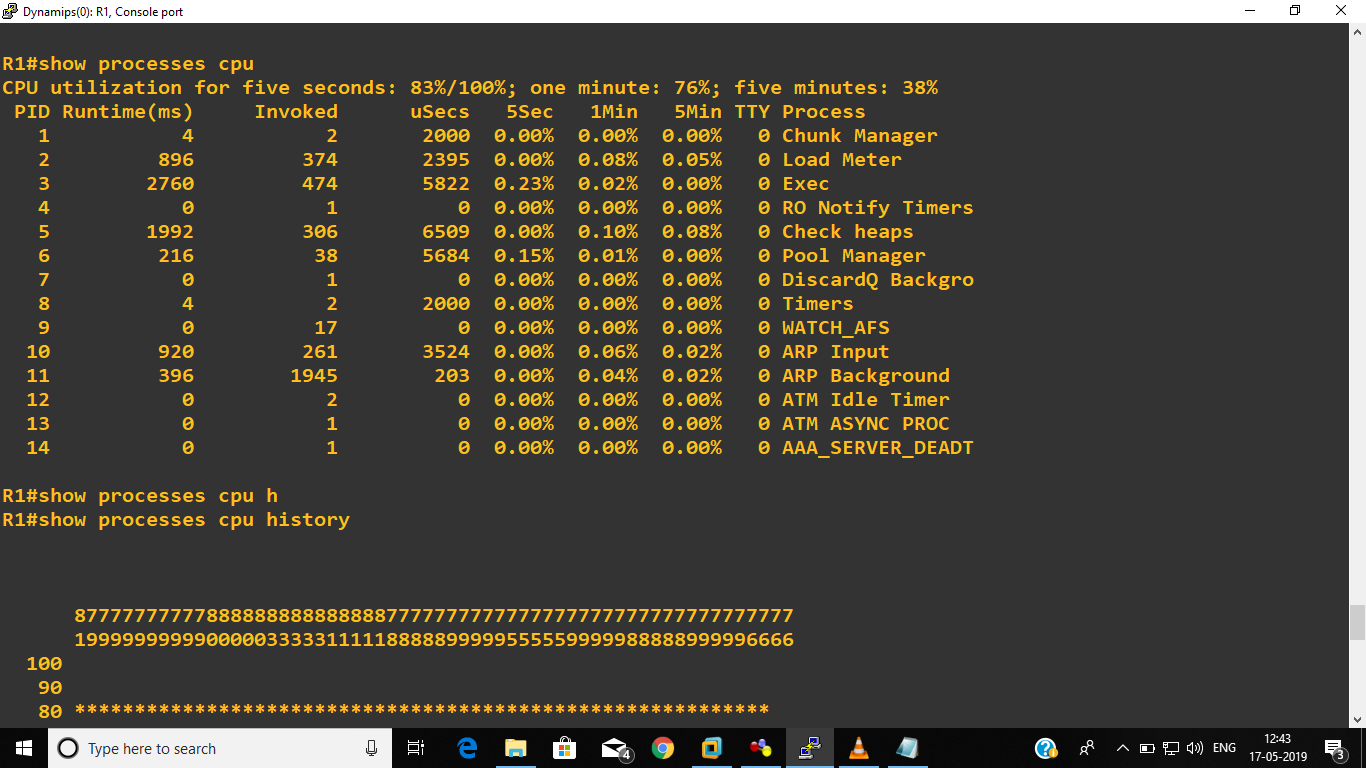 Dynamips(0): R1, Console port
R1#show processes cpu
CPU utilization for five seconds: 83%/100%; one minute: 76%; five minutes: 38%
PID Runtime(ms) Invoked uSecs 5Sec 1Min 5Min TTY Process
1 4 2 2000 0.00% 0.00% 0.00% 0 Chunk Manager
2 896 374 2395 0.00% 0.08% 0.05% 0 Load Meter
3 2760 474 5822 0.23% 0.02% 0.00% 0 Exec
4 0 1 0 0.00% 0.00% 0.00% 0 RO Notify Timers
5 1992 306 6509 0.00% 0.10% 0.08% 0 Check heaps
6 216 38 5684 0.15% 0.01% 0.00% 0 Pool Manager
7 0 1 0 0.00% 0.00% 0.00% 0 DiscardQ Backgro
8 4 2 2000 0.00% 0.00% 0.00% 0 Timers
9 0 17 0 0.00% 0.00% 0.00% 0 WATCH_AFS
10 920 261 3524 0.00% 0.06% 0.02% 0 ARP Input
11 396 1945 203 0.00% 0.04% 0.02% 0 ARP Background
12 0 2 0 0.00% 0.00% 0.00% 0 ATM Idle Timer
13 0 1 0 0.00% 0.00% 0.00% 0 ATM ASYNC PROC
14 0 1 0 0.00% 0.00% 0.00% 0 AAA_SERVER_DEADT
R1#show processes cpu h
R1#show processes cpu history
877777777778888888888888887777777777777777777777777777777777
199999999990000033333111118888899999555559999988888999996666
100
90
80 **********************************************************
Type here to search
4
ENG
12:43
17-05-2019
3